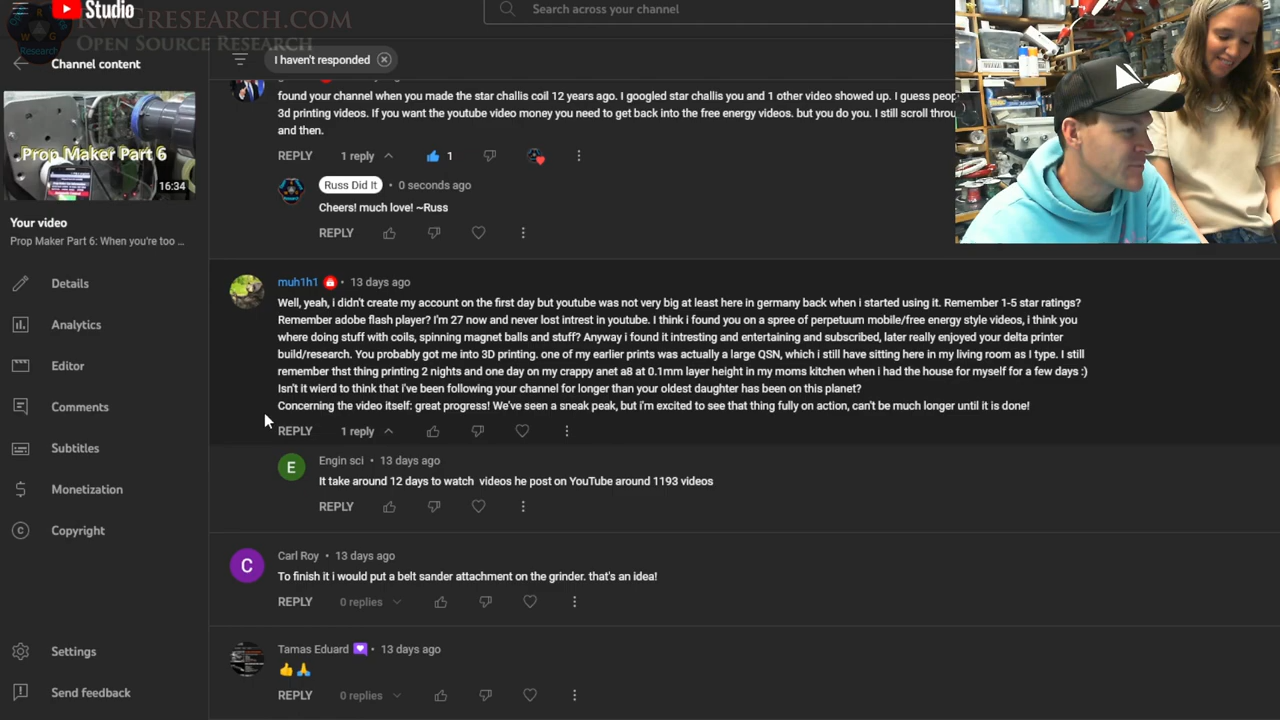 RWGRESEARCH.COM
OPEN SOURCE RESEARCH
R
W G
Research
Studio
Search across your channel
Channel content
I haven't responded
your channel when you made the star challis coil 12 years ago. I googled star challis you and 1 other video showed up. I guess
3d printing videos. If you want the youtube video money you need to get back into the free energy videos. but you do you. I still scroll
and then.
Prop Maker Part 6
16:34
REPLY 1 reply 1
Russ Did It • 0 seconds ago
Cheers! much love! ~Russ
REPLY
Your video
Prop Maker Part 6: When you're too ...
Details
Analytics
Editor
Comments
Subtitles
Monetization
Copyright
Settings
Send feedback
muh1h1 • 13 days ago
Well, yeah, i didn't create my account on the first day but youtube was not very big at least here in germany back when i started using it. Remember 1-5 star ratings?
Remember adobe flash player? I'm 27 now and never lost intrest in youtube. I think i found you on a spree of perpetuum mobile/free energy style videos, i think you
where doing stuff with coils, spinning magnet balls and stuff? Anyway i found it intresting and entertaining and subscribed, later really enjoyed your delta printer
build/research. You probably got me into 3D printing. one of my earlier prints was actually a large QSN, which i still have sitting here in my living room as I type. I still
remember thst thing printing 2 nights and one day on my crappy anet a8 at 0.1mm layer height in my moms kitchen when i had the house for myself for a few days :)
Isn't it wierd to think that i've been following your channel for longer than your oldest daughter has been on this planet?
Concerning the video itself: great progress! We've seen a sneak peak, but i'm excited to see that thing fully on action, can't be much longer until it is done!
REPLY 1 reply
E
Engin sci • 13 days ago
It take around 12 days to watch videos he post on YouTube around 1193 videos
REPLY
C
Carl Roy • 13 days ago
To finish it i would put a belt sander attachment on the grinder. that's an idea!
REPLY 0 replies
Tamas Eduard • 13 days ago
👍🙏
REPLY 0 replies